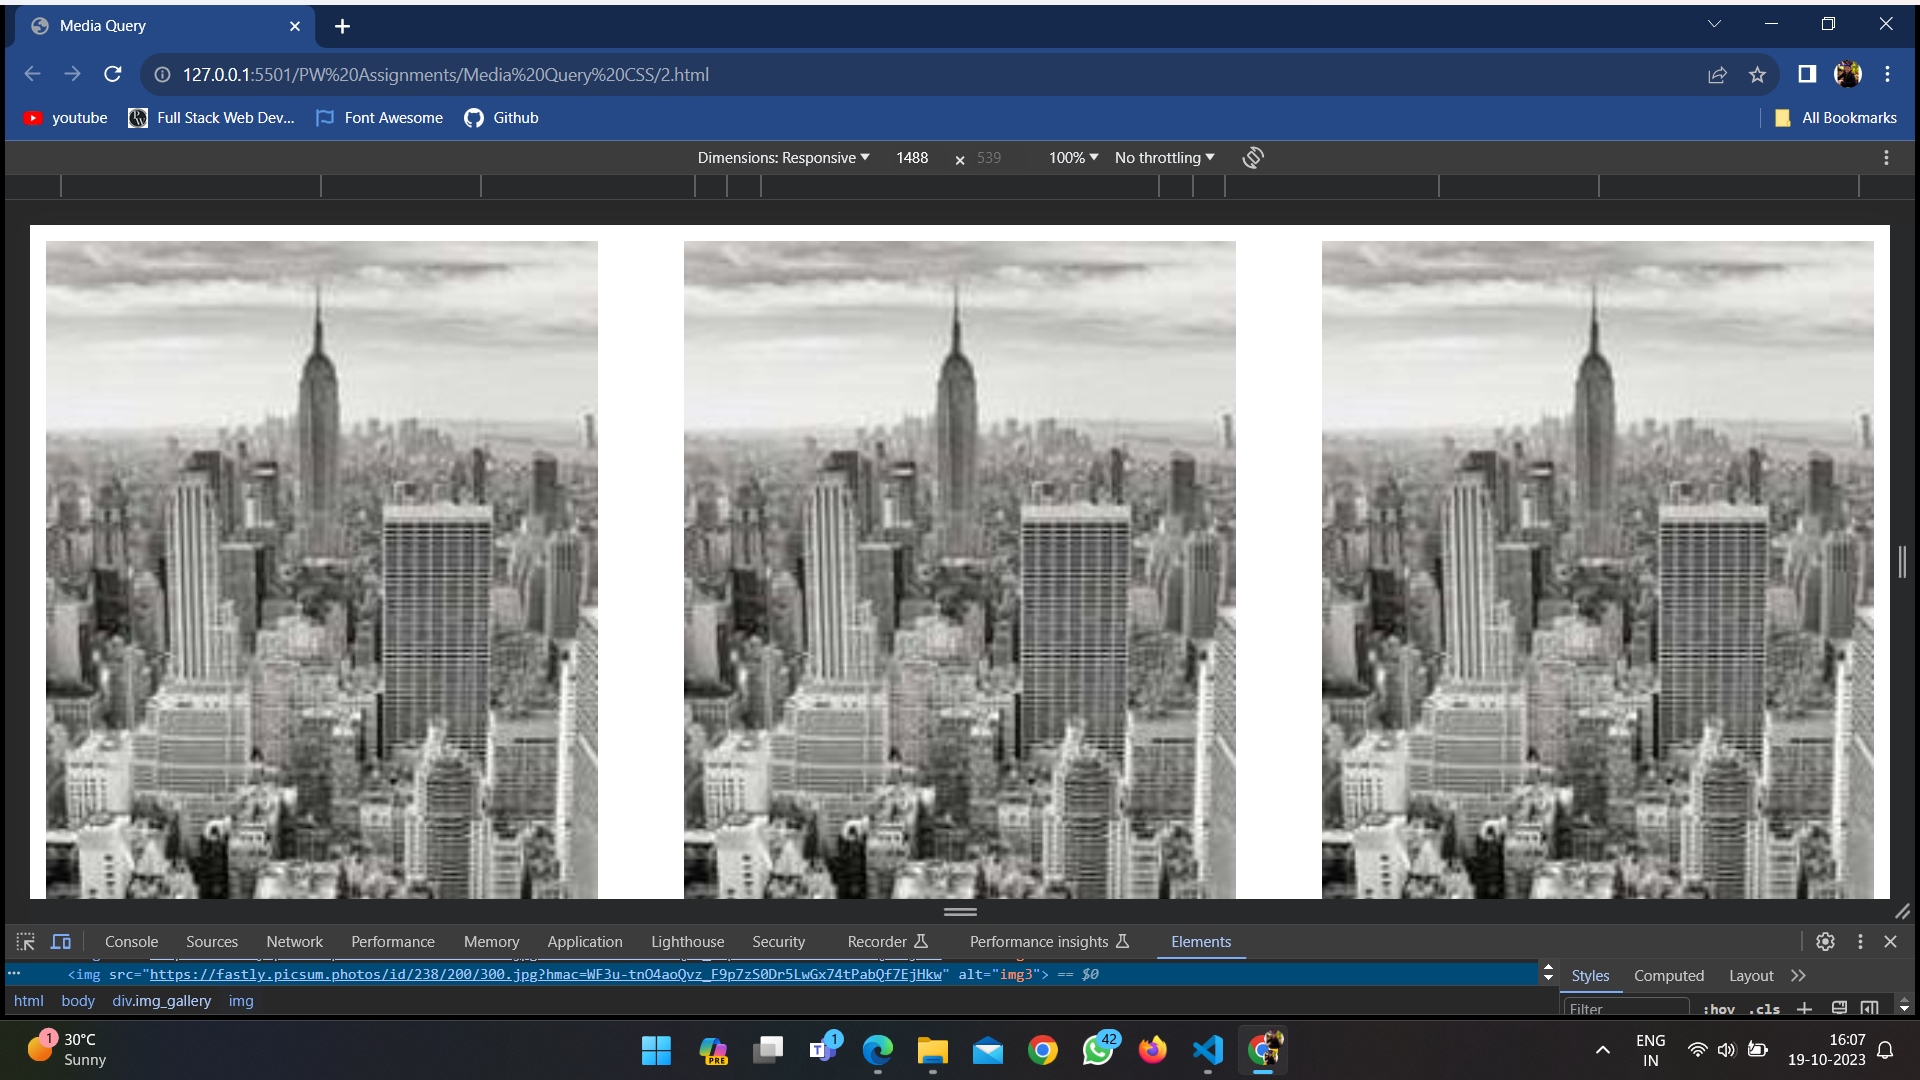 Media Query
127.0.0.1:5501/PW%20Assignments/Media%20Query%20CSS/2.html
youtube Full Stack Web Dev... Font Awesome Github All Bookmarks
Dimensions: Responsive 1488 × 539 100% No throttling
Console Sources Network Performance Memory Application Lighthouse Security Recorder Performance insights Elements
<img src="https://fastly.picsum.photos/id/238/200/300.jpg?hmac=WF3u-tnO4aoQvz_F9p7zS0Dr5LwGx74tPabQf7EjHkw" alt="img3"> == $0
Styles Computed Layout
html body div.img_gallery img
Filter :hov .cls
1 30°C
Sunny
PRE
1
42
ENG
IN
16:07
19-10-2023